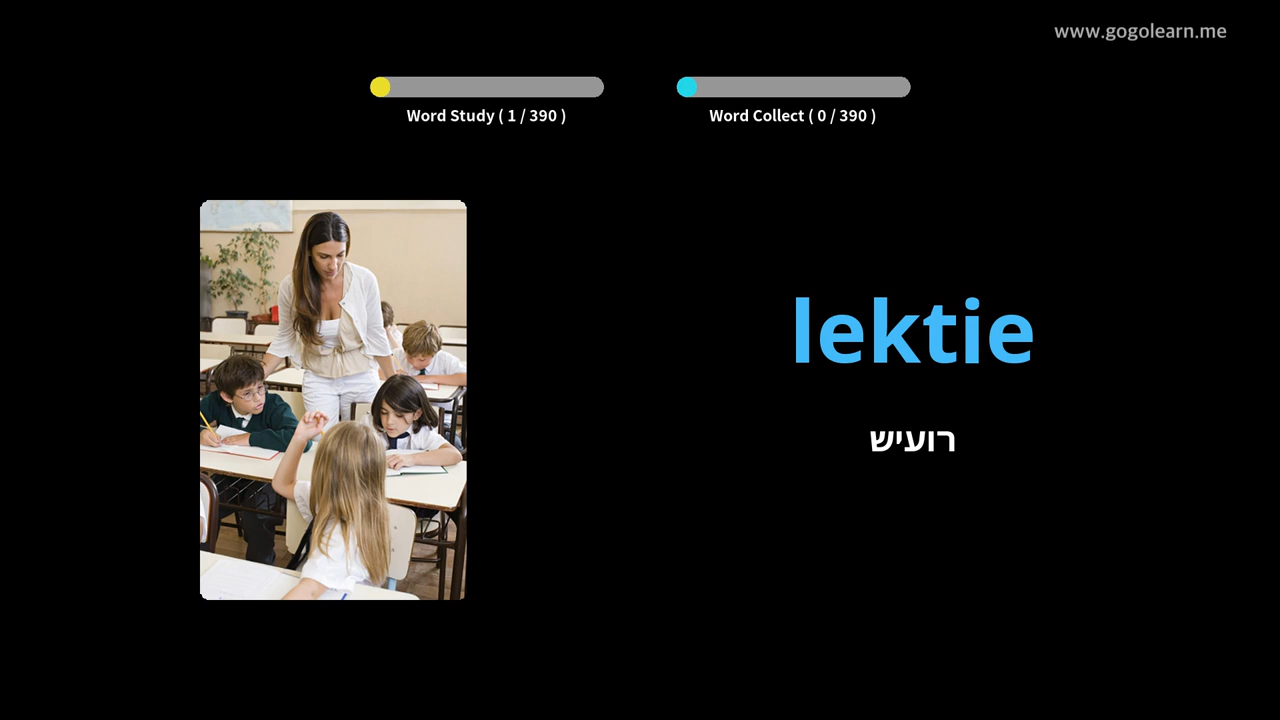 www.gogolearn.me
Word Study ( 1 / 390 )
Word Collect ( 0 / 390 )
lektie
רועיש